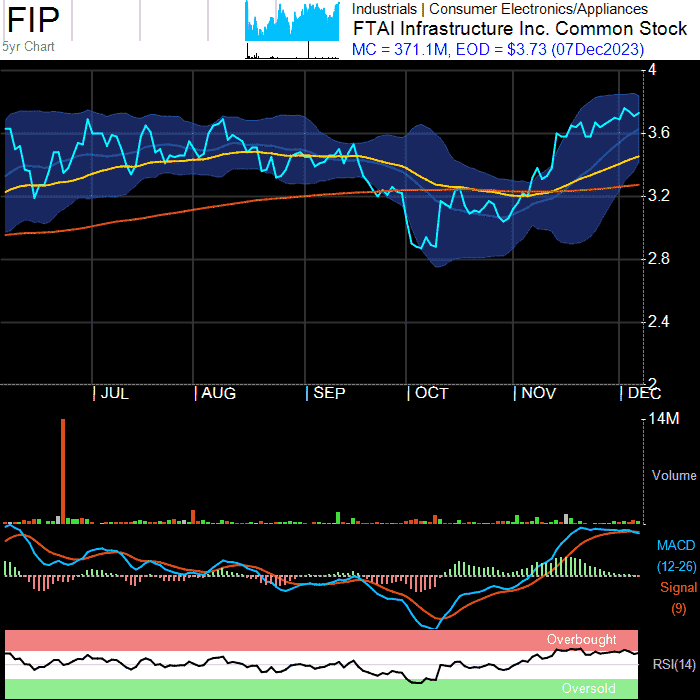 FIP
5yr Chart
Industrials | Consumer Electronics/Appliances
FTAI Infrastructure Inc. Common Stock
MC = 371.1M, EOD = $3.73 (07Dec2023)
4
3.6
3.2
2.8
2.4
2
| JUL | AUG | SEP | OCT | NOV | DEC
14M
Volume
MACD
(12-26)
Signal
(9)
Overbought
RSI(14)
Oversold